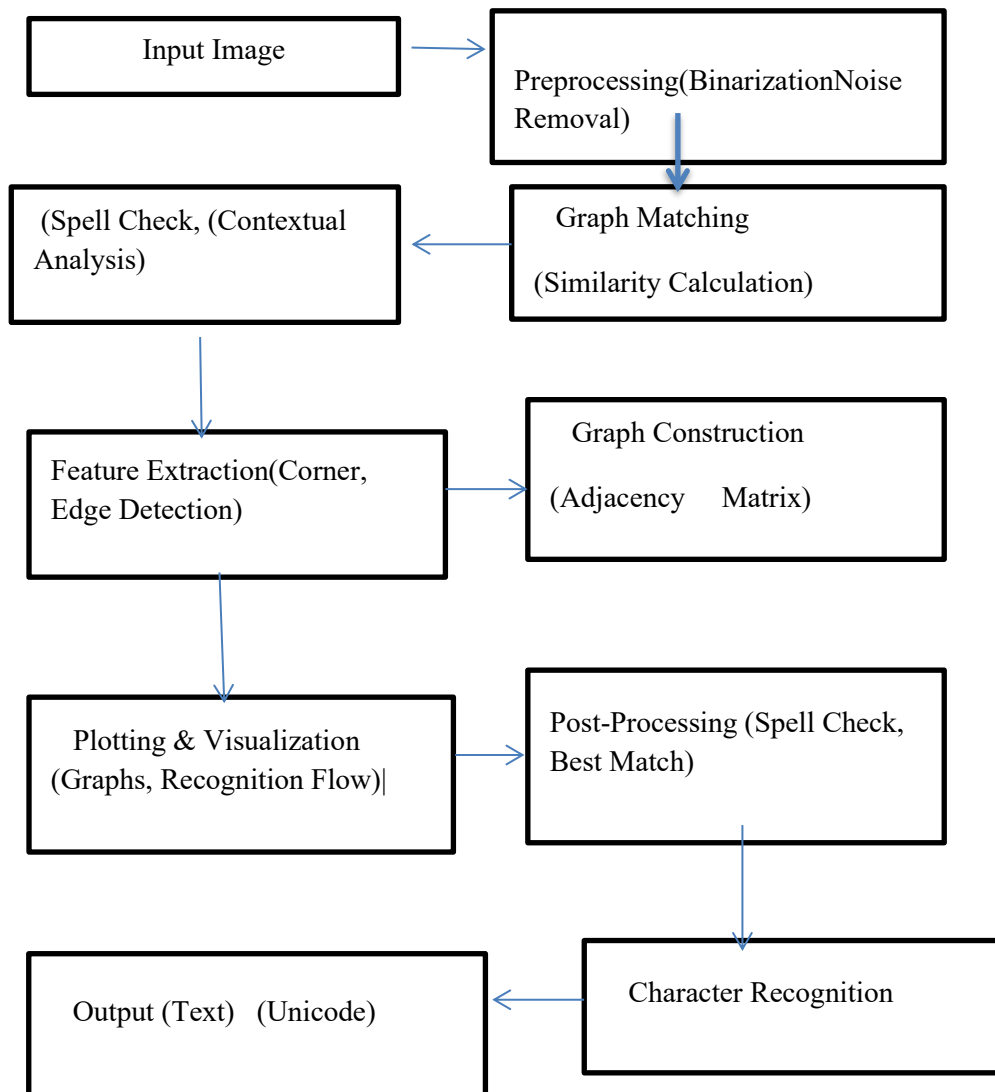 Input Image
Preprocessing(BinarizationNoise
Removal)
(Spell Check, (Contextual
Analysis)
Graph Matching
(Similarity Calculation)
Feature Extraction(Corner,
Edge Detection)
Graph Construction
(Adjacency Matrix)
Plotting & Visualization
(Graphs, Recognition Flow)|
Post-Processing (Spell Check,
Best Match)
Output (Text) (Unicode)
Character Recognition